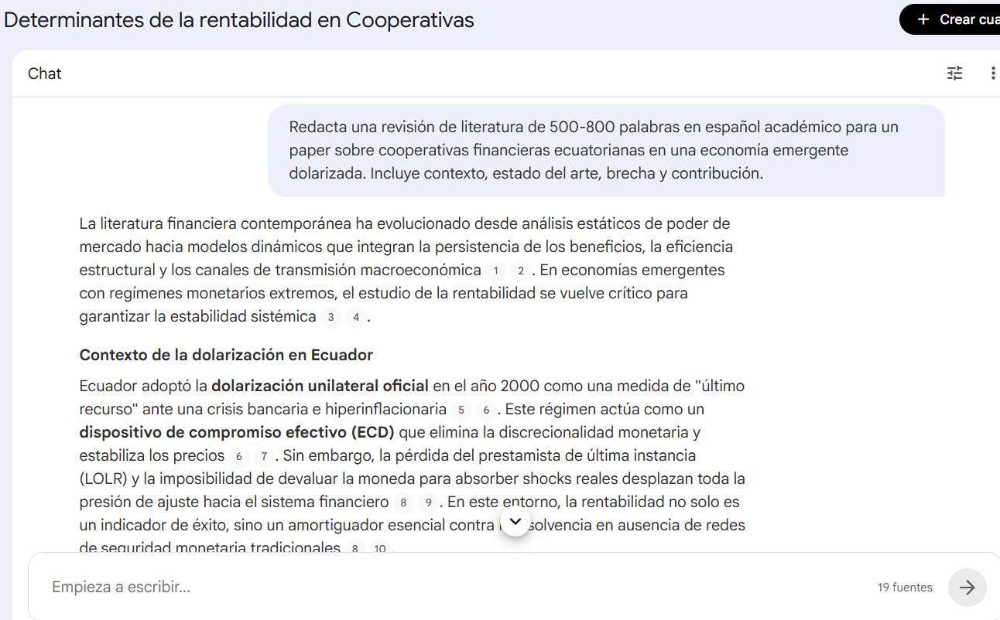 Determinantes de la rentabilidad en Cooperativas
+ Crear cua
Chat
Redacta una revisión de literatura de 500-800 palabras en español académico para un
paper sobre cooperativas financieras ecuatorianas en una economía emergente
dolarizada. Incluye contexto, estado del arte, brecha y contribución.
La literatura financiera contemporánea ha evolucionado desde análisis estáticos de poder de
mercado hacia modelos dinámicos que integran la persistencia de los beneficios, la eficiencia
estructural y los canales de transmisión macroeconómica 1 2 . En economías emergentes
con regímenes monetarios extremos, el estudio de la rentabilidad se vuelve crítico para
garantizar la estabilidad sistémica 3 4 .
Contexto de la dolarización en Ecuador
Ecuador adoptó la dolarización unilateral oficial en el año 2000 como una medida de "último
recurso" ante una crisis bancaria e hiperinflacionaria 5 6 . Este régimen actúa como un
dispositivo de compromiso efectivo (ECD) que elimina la discrecionalidad monetaria y
estabiliza los precios 6 7 . Sin embargo, la pérdida del prestamista de última instancia
(LOLR) y la imposibilidad de devaluar la moneda para absorber shocks reales desplazan toda la
presión de ajuste hacia el sistema financiero 8 9 . En este entorno, la rentabilidad no solo es
un indicador de éxito, sino un amortiguador esencial contra solvencia en ausencia de redes
de seguridad monetaria tradicionales 8 10 .
Empieza a escribir...
19 fuentes